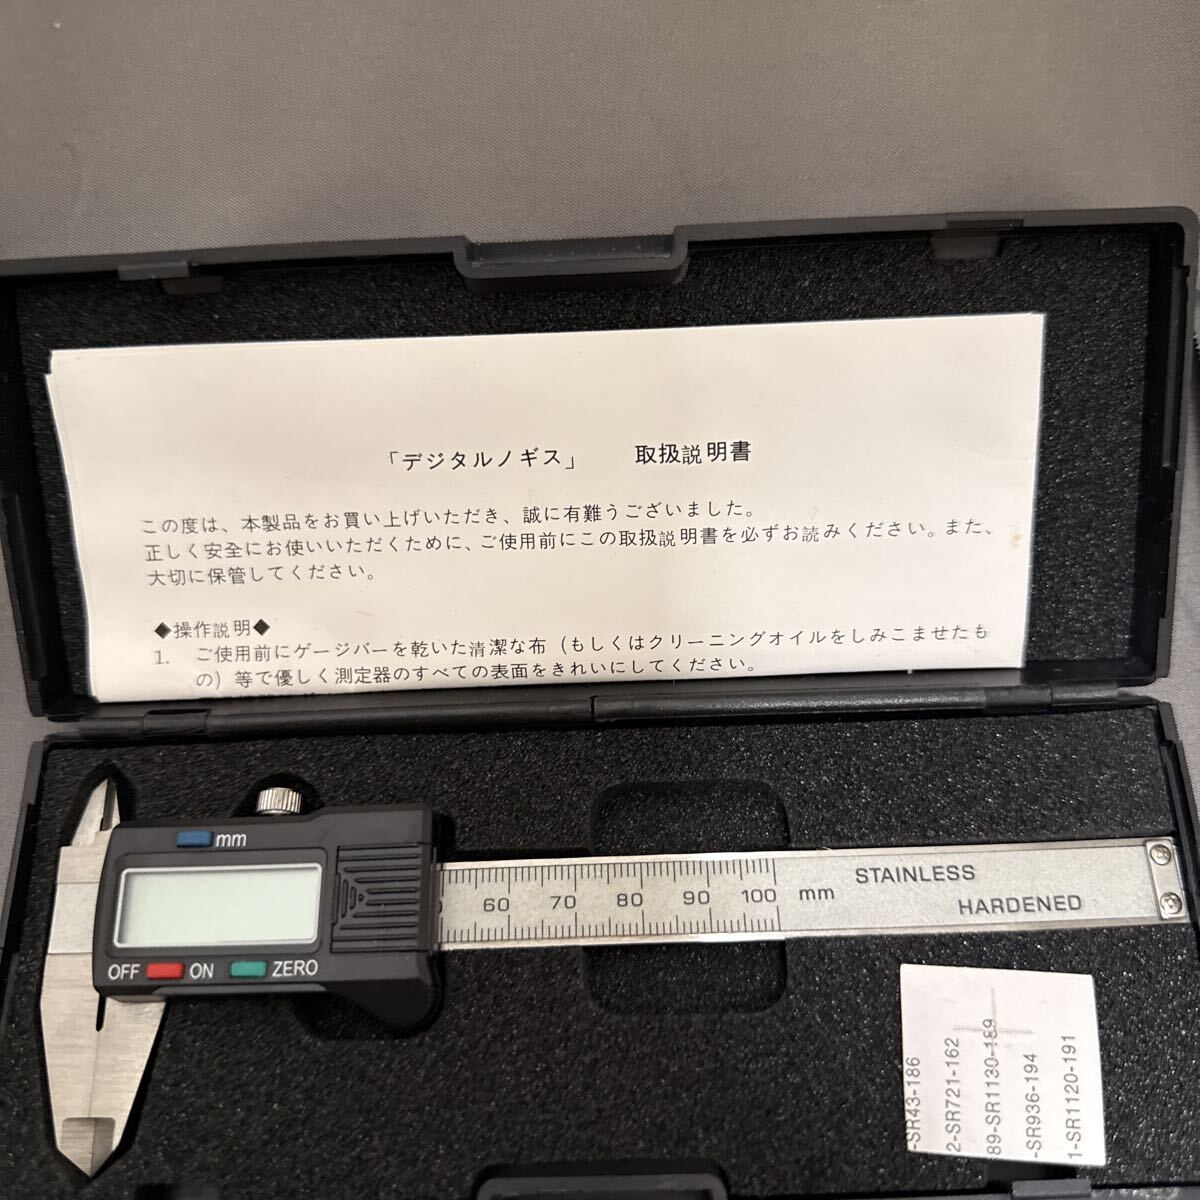 「デジタルノギス」 取扱説明書
この度は、本製品をお買い上げいただき、誠に有難うございました。
正しく安全にお使いいただくために、ご使用前にこの取扱説明書を必ずお読みください。また、
大切に保管してください。
◆操作説明◆
1. ご使用前にゲージバーを乾いた清潔な布（もしくはクリーニングオイルをしみこませたも
の）等で優しく測定器のすべての表面をきれいにしてください。
mm
OFF ON ZERO
60 70 80 90 100 mm
STAINLESS
HARDENED
-SR43-186
2-SR721-162
89-SR1130-189
-SR936-194
1-SR1120-191